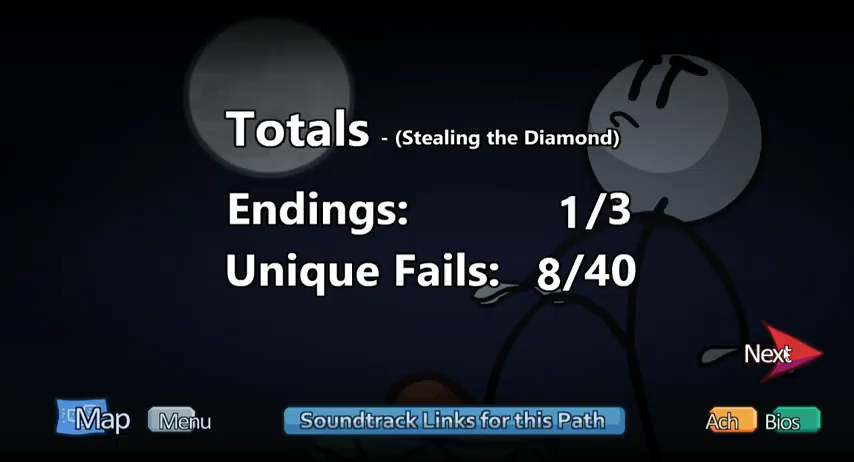 Totals - (Stealing the Diamond)
Endings: 1/3
Unique Fails: 8/40
Next
Map Menu Soundtrack Links for this Path Ach Bios